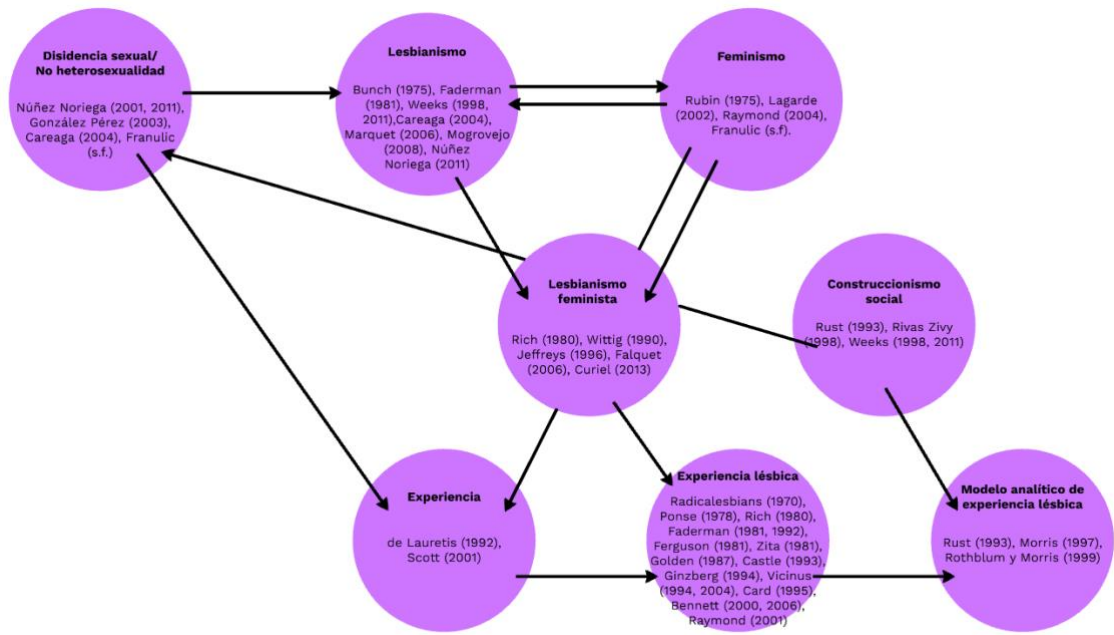 Disidencia sexual/
No heterosexualidad
Núñez Noriega (2001, 2011),
González Pérez (2003),
Careaga (2004), Franulic
(s.f.)
Lesbianismo
Bunch (1975), Faderman
(1981), Weeks (1998,
2011),Careaga (2004),
Marquet (2006), Mogrovejo
(2008), Núñez
Noriega (2011)
Feminismo
Rubin (1975), Lagarde
(2002), Raymond (2004),
Franulic (s.f).
Lesbianismo
feminista
Rich (1980), Wittig (1990),
Jeffreys (1996), Falquet
(2006), Curiel (2013)
Construccionismo
social
Rust (1993), Rivas Zivy
(1998), Weeks (1998, 2011)
Experiencia
de Lauretis (1992),
Scott (2001)
Experiencia lésbica
Radicalesbians (1970),
Ponse (1978), Rich (1980),
Faderman (1981, 1992),
Ferguson (1981), Zita (1981),
Golden (1987), Castle (1993),
Ginzberg (1994), Vicinus
(1994, 2004), Card (1995),
Bennett (2000, 2006),
Raymond (2001)
Modelo analítico de
experiencia lésbica
Rust (1993), Morris (1997),
Rothblum y Morris (1999)